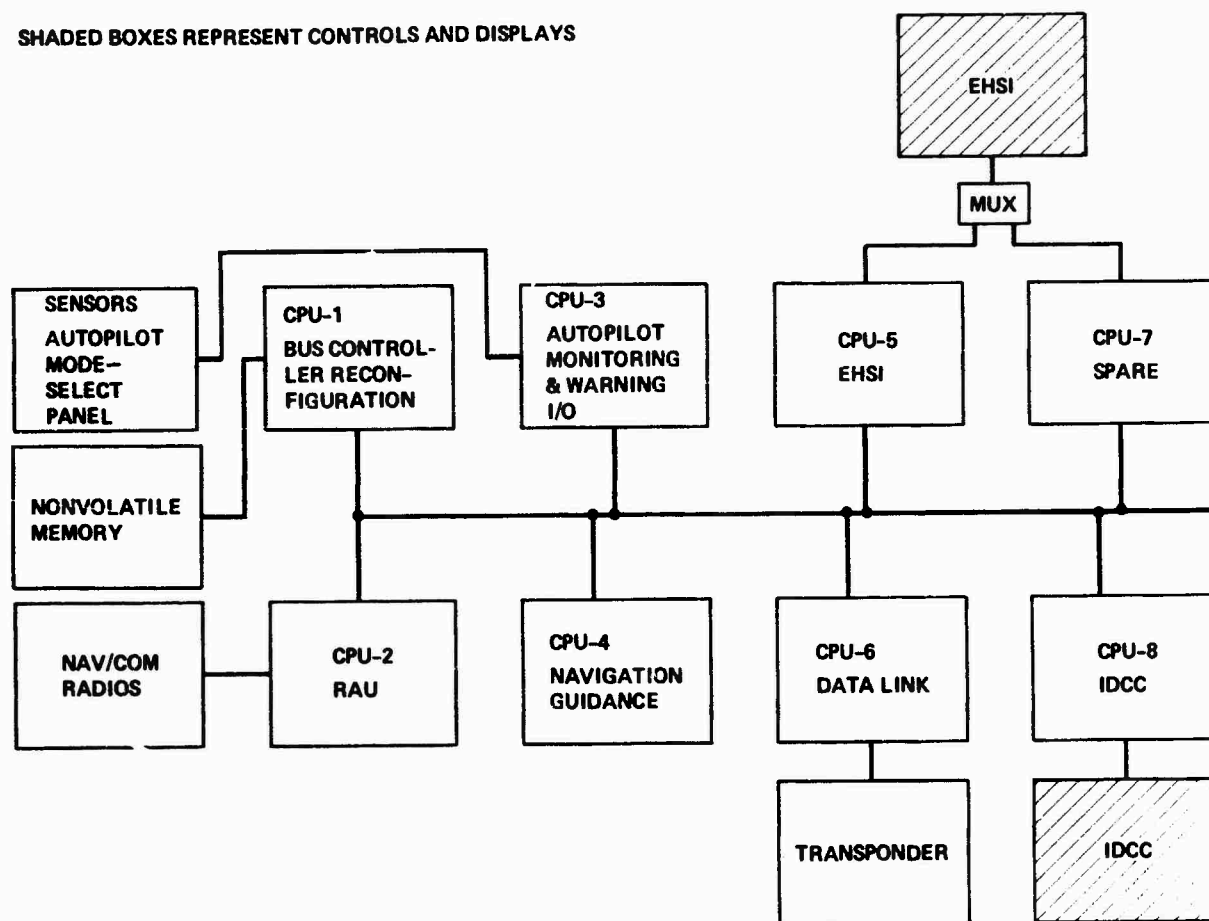 SHADED BOXES REPRESENT CONTROLS AND DISPLAYS
EHSI
MUX
SENSORS
AUTOPILOT
MODE–
SELECT
PANEL
CPU-1
BUS CONTROL-
LER RECON-
FIGURATION
CPU-3
AUTOPILOT
MONITORING
& WARNING
I/O
CPU-5
EHSI
CPU-7
SPARE
NONVOLATILE
MEMORY
NAV/COM
RADIOS
CPU-2
RAU
CPU-4
NAVIGATION
GUIDANCE
CPU-6
DATA LINK
CPU-8
IDCC
TRANSPONDER
IDCC